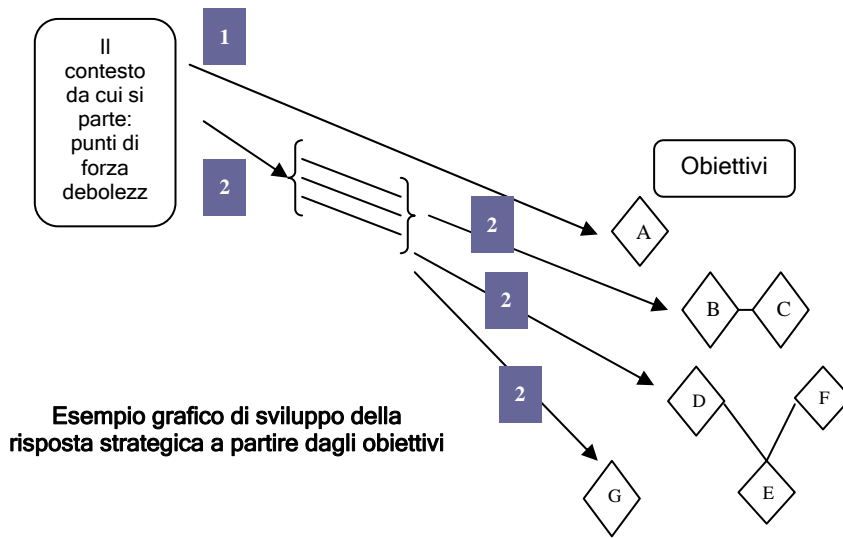 Il
contesto
da cui si
parte:
punti di
forza
debolezz
1
2
Obiettivi
A
2
B
C
2
D
F
2
E
G
Esempio grafico di sviluppo della
risposta strategica a partire dagli obiettivi